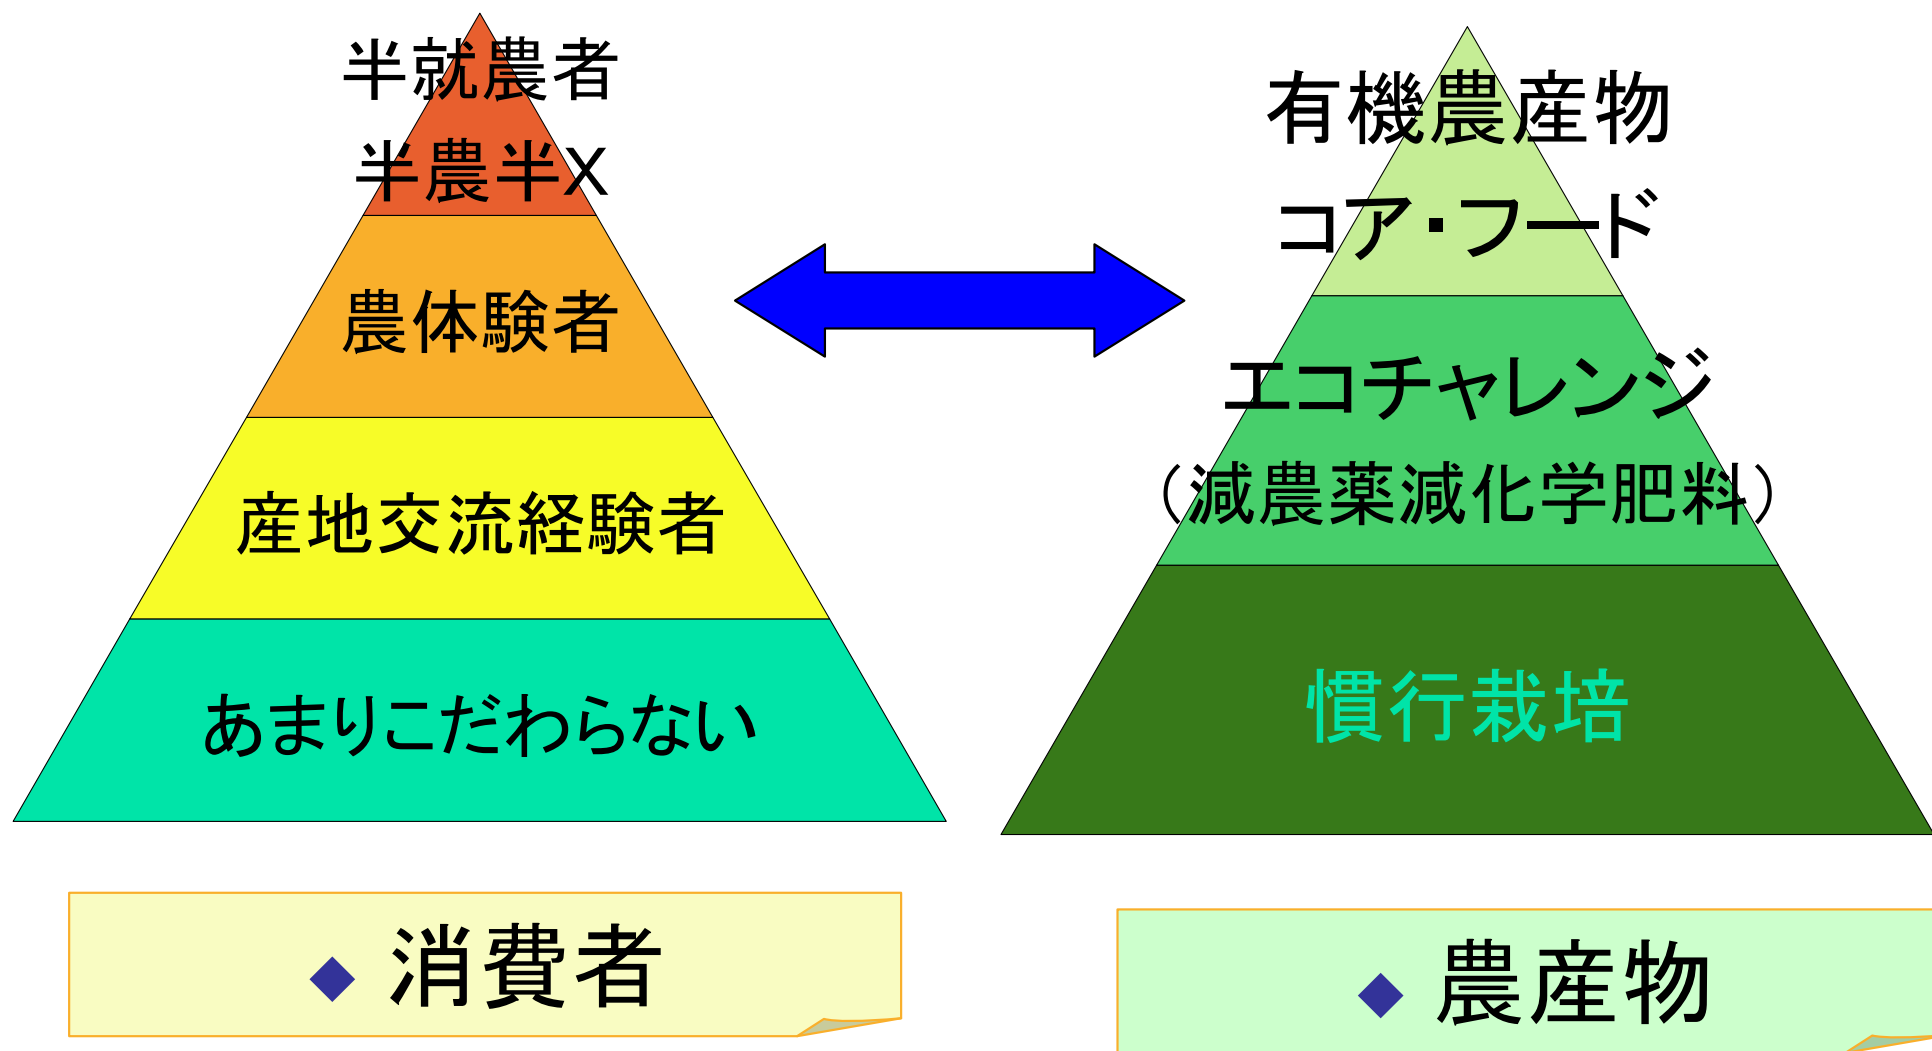 半就農者
半農半X
農体験者
産地交流経験者
あまりこだわらない
◆ 消費者
有機農産物
コア・フード
エコチャレンジ
（減農薬減化学肥料）
慣行栽培
◆ 農産物